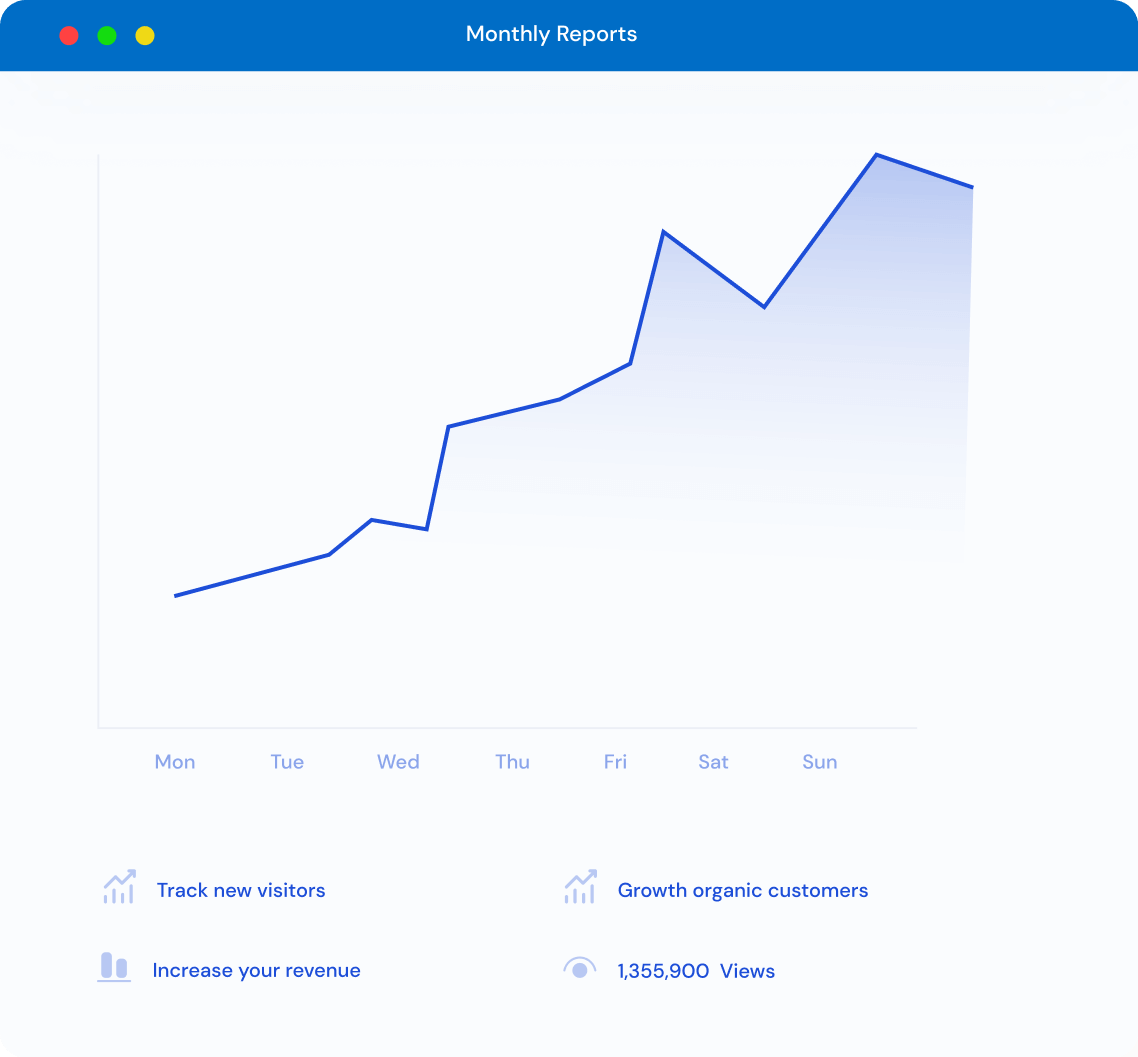 Monthly Reports
Mon Tue Wed Thu Fri Sat Sun
Track new visitors
Growth organic customers
Increase your revenue
1,355,900 Views